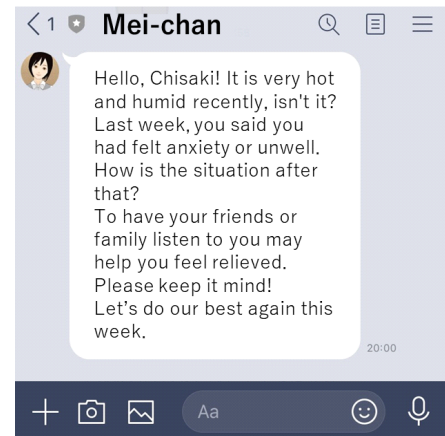 1 Mei-chan
Hello, Chisaki! It is very hot
and humid recently, isn't it?
Last week, you said you
had felt anxiety or unwell.
How is the situation after
that?
To have your friends or
family listen to you may
help you feel relieved.
Please keep it mind!
Let's do our best again this
week.
20:00
Aa